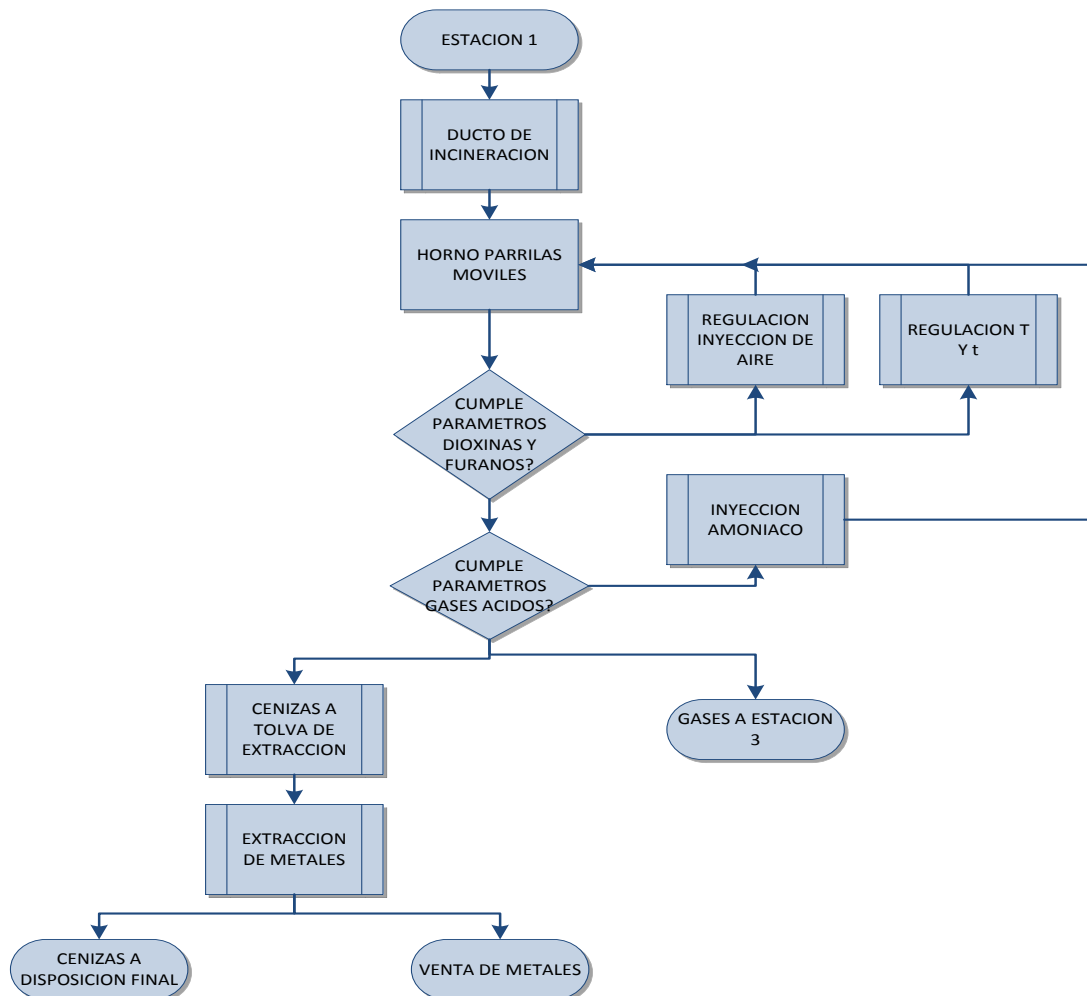 ESTACION 1
DUCTO DE
INCINERACION
HORNO PARRILAS
MOVILES
REGULACION
INYECCION DE
AIRE
REGULACION T
Y t
CUMPLE
PARAMETROS
DIOXINAS Y
FURANOS?
INYECCION
AMONIACO
CUMPLE
PARAMETROS
GASES ACIDOS?
CENIZAS A
TOLVA DE
EXTRACCION
GASES A ESTACION
3
EXTRACCION
DE METALES
CENIZAS A
DISPOSICION FINAL
VENTA DE METALES